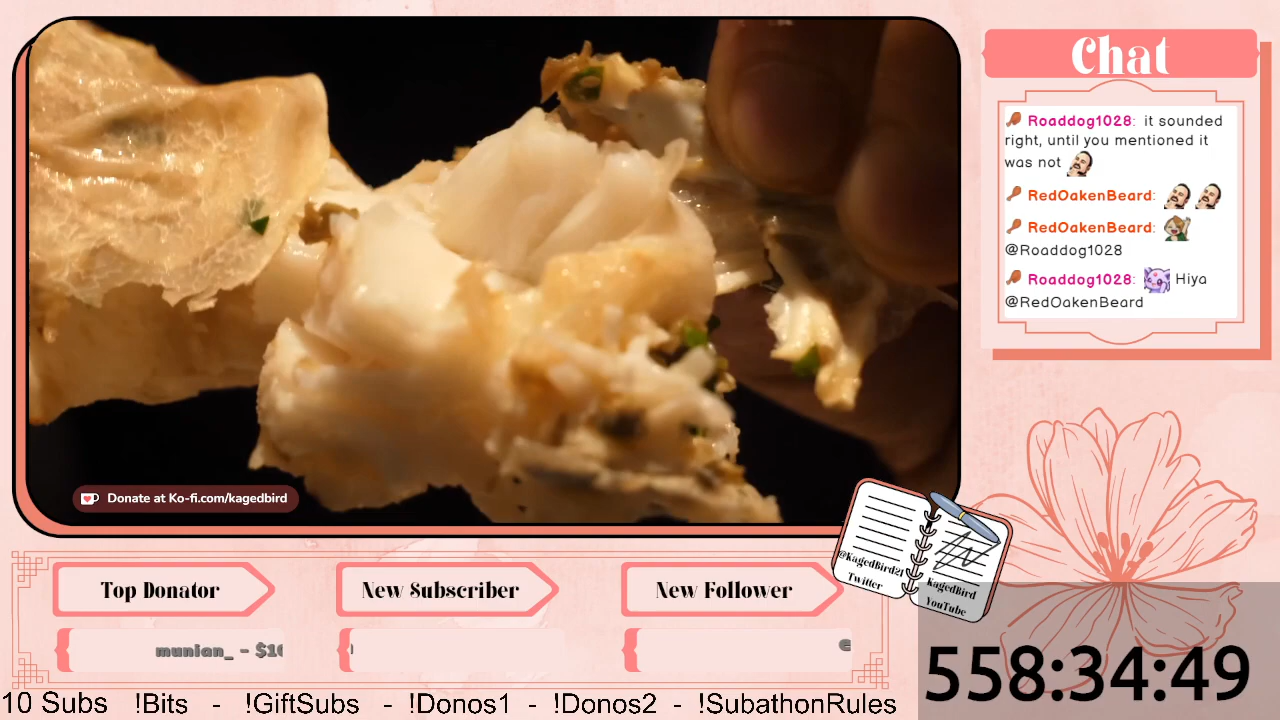 Chat
Roaddog1028: it sounded
right, until you mentioned it
was not
RedOakenBeard:
RedOakenBeard:
@Roaddog1028
Roaddog1028: Hiya
@RedOakenBeard
Donate at Ko-fi.com/kagedbird
@KagedBird21
Twitter
KagedBird
YouTube
Top Donator
New Subscriber
New Follower
munian_ - $1
558:34:49
10 Subs !Bits - !GiftSubs - !Donos1 - !Donos2 - !SubathonRules